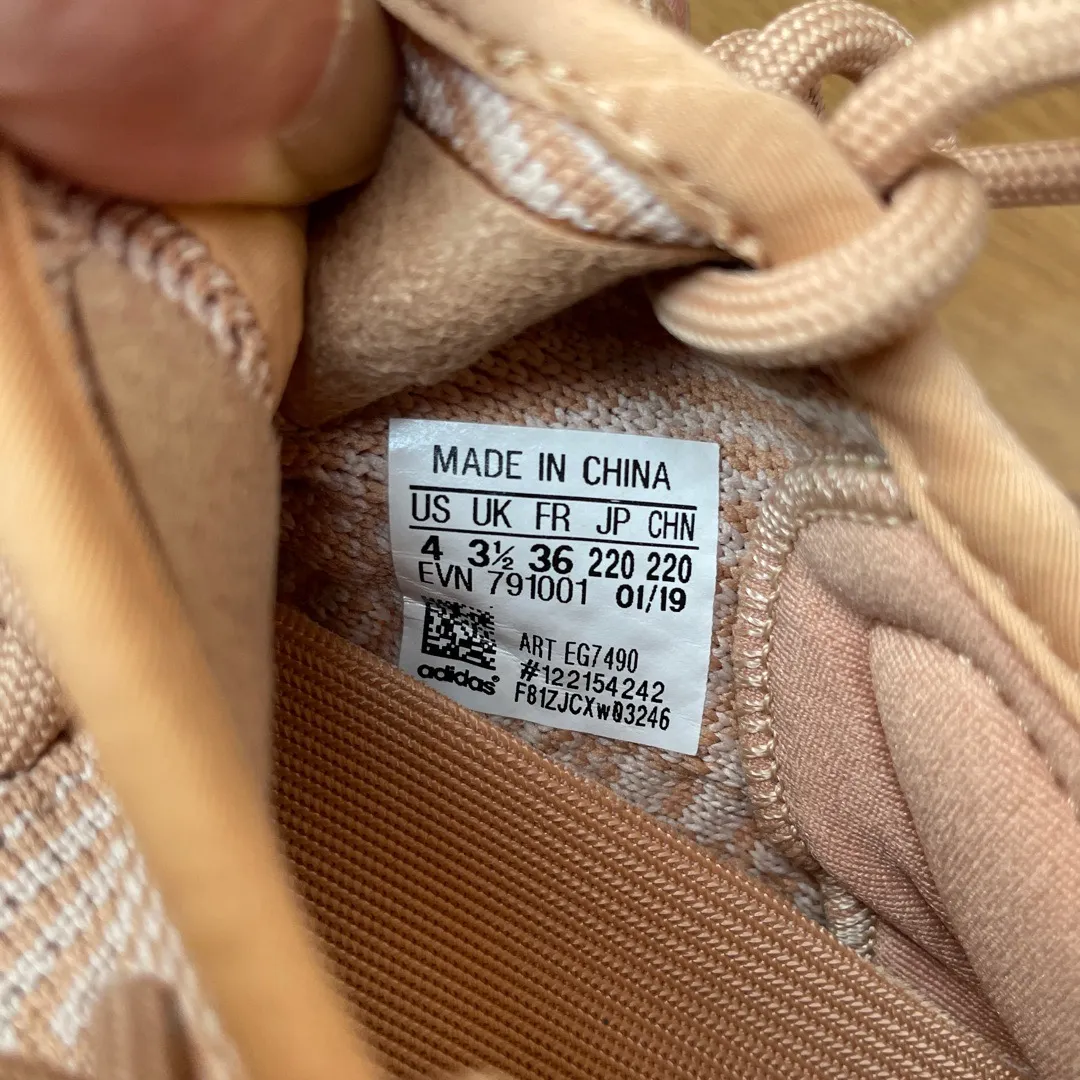 MADE IN CHINA
US UK FR JP CHN
4 3½ 36 220 220
EVN 791001 01/19
ART EG7490
#122154242
adidas® F81ZJCXw03246